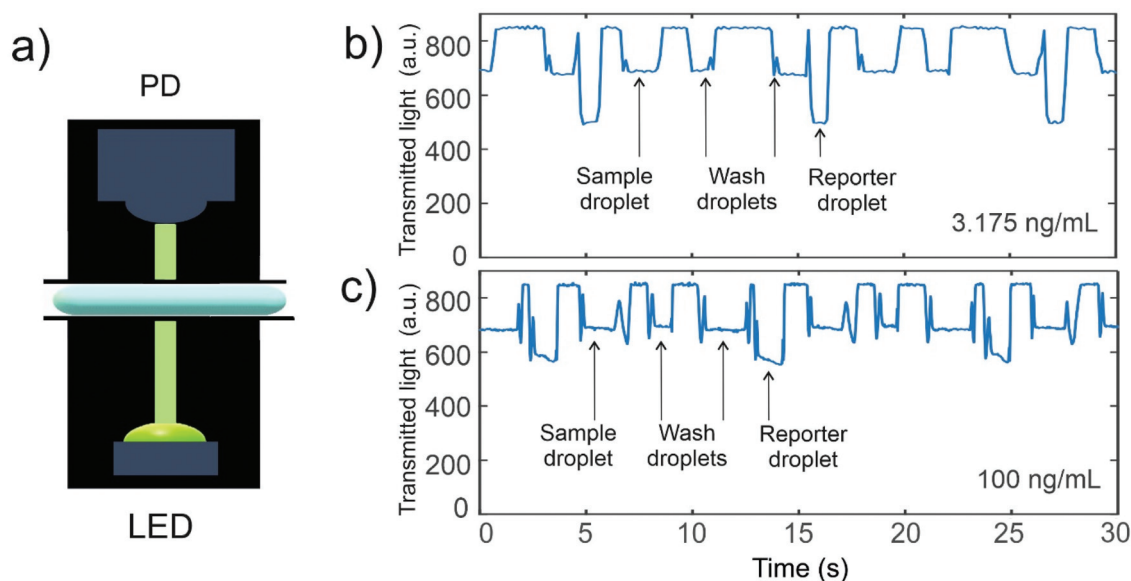 a)
PD
LED
b)
Transmitted light (a.u.)
800
600
400
200
0
Sample
droplet
Wash
droplets
Reporter
droplet
3.175 ng/mL
c)
Transmitted light (a.u.)
800
600
400
200
0
Sample
droplet
Wash
droplets
Reporter
droplet
100 ng/mL
0 5 10 15 20 25 30
Time (s)